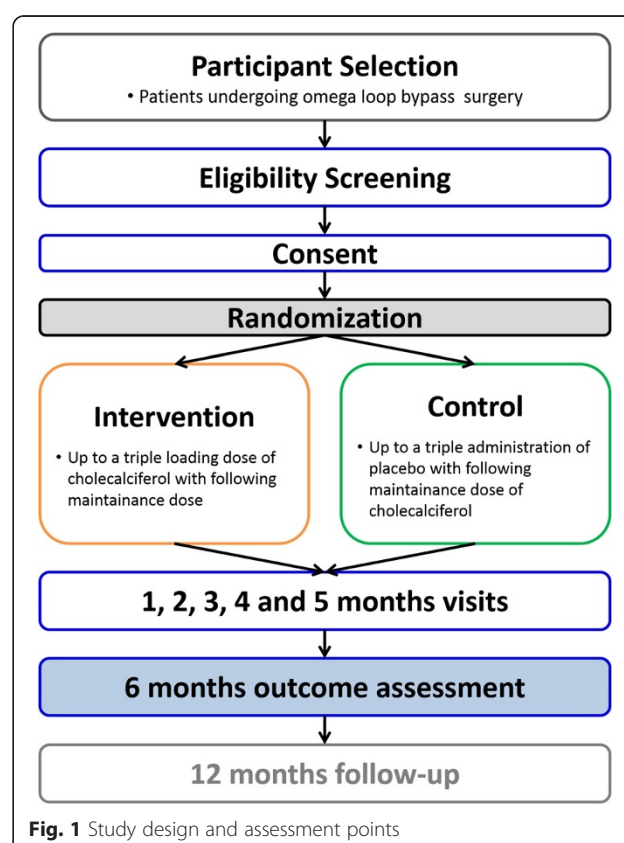 Participant Selection
• Patients undergoing omega loop bypass surgery
Eligibility Screening
Consent
Randomization
Intervention
• Up to a triple loading dose of
cholecalciferol with following
maintainance dose
Control
• Up to a triple administration of
placebo with following
maintainance dose of
cholecalciferol
1, 2, 3, 4 and 5 months visits
6 months outcome assessment
12 months follow-up
Fig. 1 Study design and assessment points